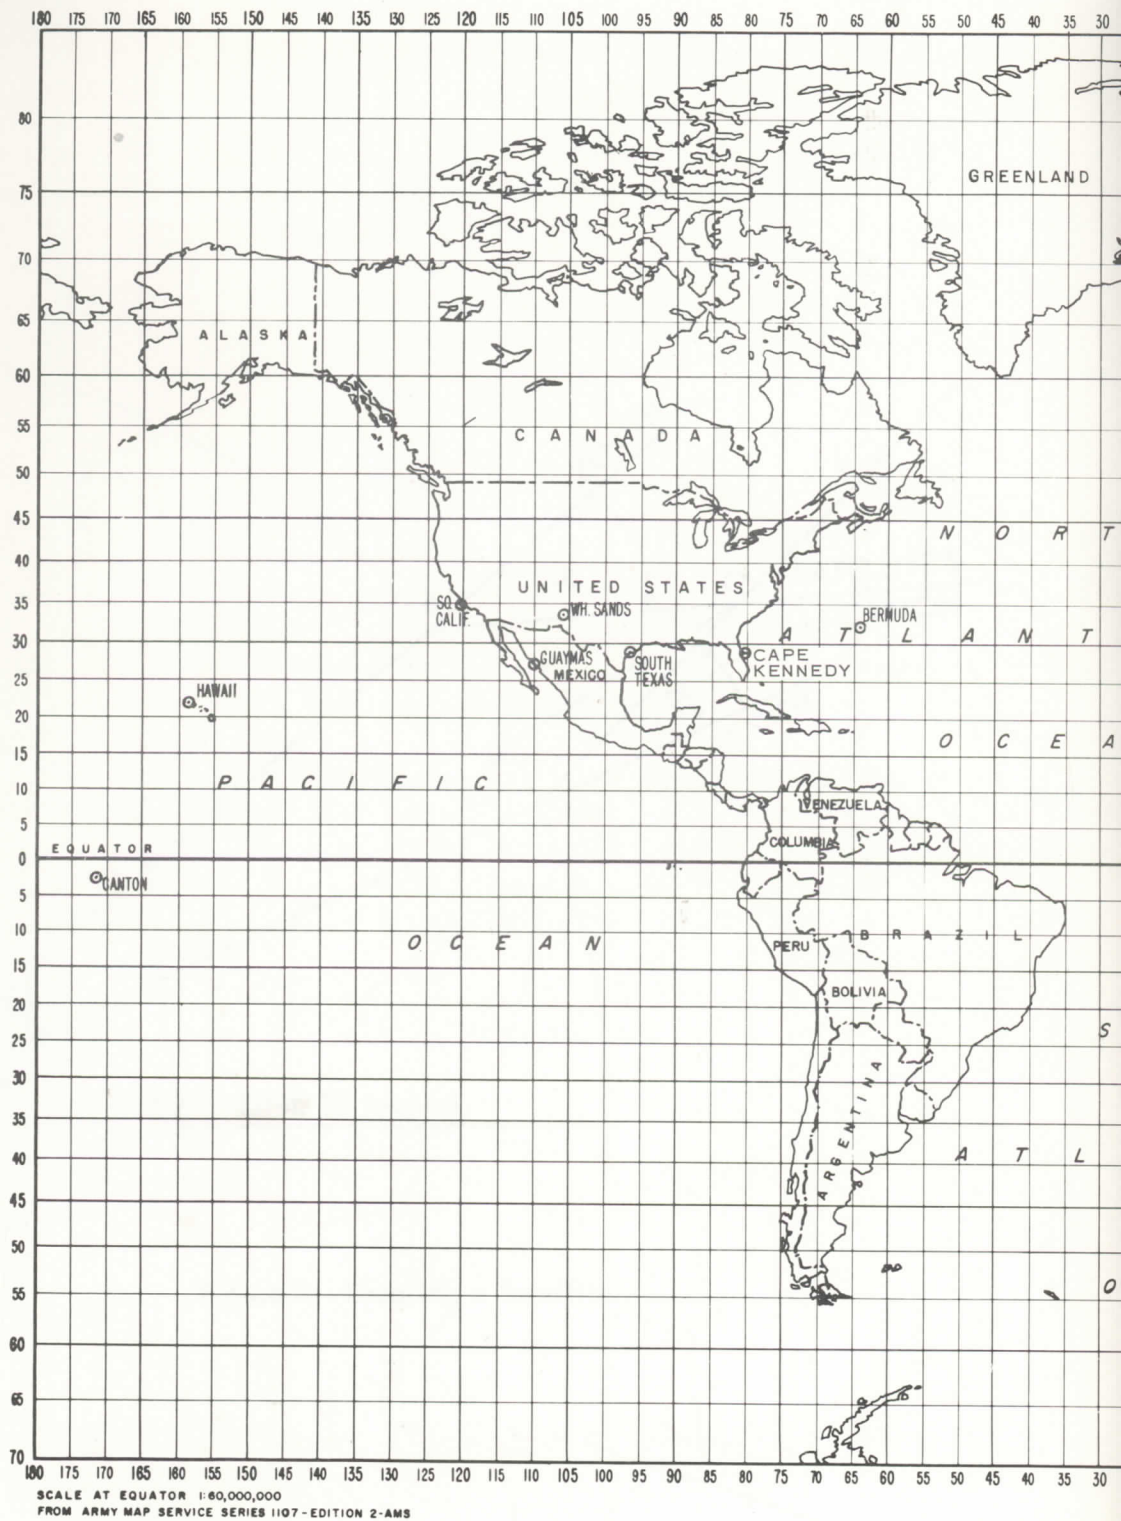 180 175 170 165 160 155 150 145 140 135 130 125 120 115 110 105 100 95 90 85 80 75 70 65 60 55 50 45 40 35 30
80
GREENLAND
75
70
65
ALASKA
60
55
CANADA
50
45
NORT
40
UNITED STATES
35
SO.
CALIF.
WH. SANDS
BERMUDA
30
ATLANT
GUAYMAS
MEXICO
SOUTH
TEXAS
CAPE
KENNEDY
25
HAWAII
20
OCEA
15
PACIFIC
10
VENEZUELA
5
COLUMBIA
EQUATOR
0
CANTON
5
10
OCEAN
PERU
BRAZIL
15
BOLIVIA
20
S
25
30
ARGENTINA
35
40
ATL
45
50
55
O
60
65
70
180 175 170 165 160 155 150 145 140 135 130 125 120 115 110 105 100 95 90 85 80 75 70 65 60 55 50 45 40 35 30
SCALE AT EQUATOR 1:60,000,000
FROM ARMY MAP SERVICE SERIES 1107-EDITION 2-AMS